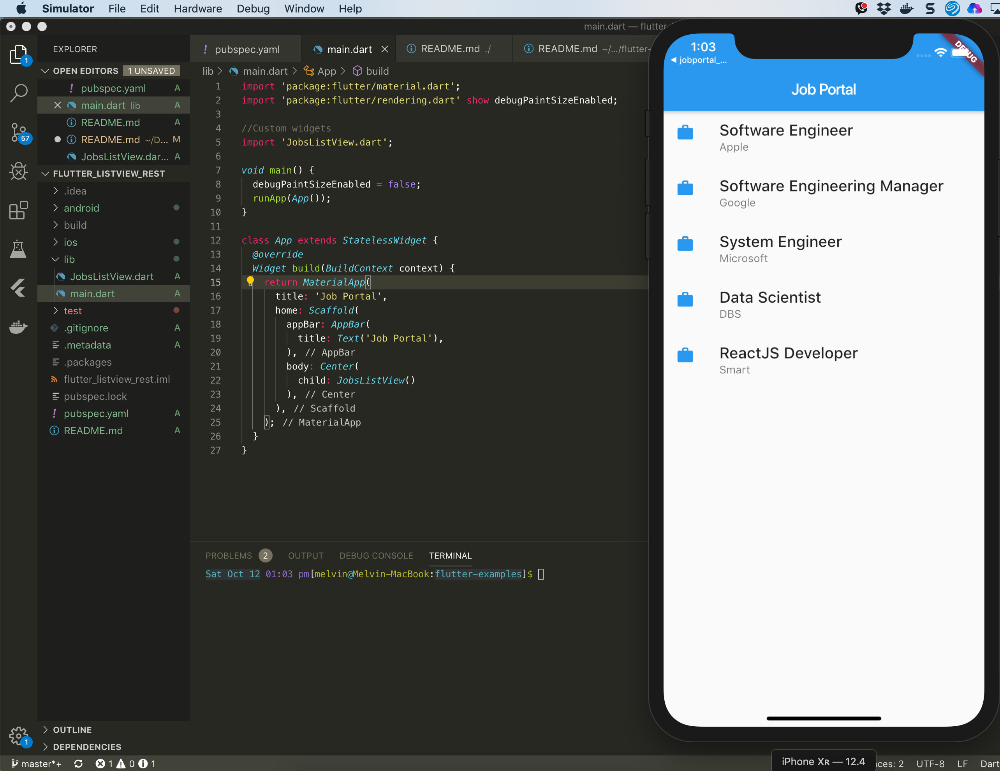 Simulator File Edit Hardware Debug Window Help
main.dart — flutter-
EXPLORER
OPEN EDITORS 1 UNSAVED
! pubspec.yaml A
main.dart lib A
README.md A
README.md ~/D... M
JobsListView.dar... A
FLUTTER_LISTVIEW_REST
.idea
android
build
ios
lib
JobsListView.dart A
main.dart A
test
.gitignore A
.metadata A
.packages
flutter_listview_rest.iml
pubspec.lock
! pubspec.yaml A
README.md A
OUTLINE
DEPENDENCIES
1
57
1
! pubspec.yaml main.dart README.md ./ README.md ~/.../flutter-
lib > main.dart > App > build
1 import 'package:flutter/material.dart';
2 import 'package:flutter/rendering.dart' show debugPaintSizeEnabled;
3
4 //Custom widgets
5 import 'JobsListView.dart';
6
7 void main() {
8 debugPaintSizeEnabled = false;
9 runApp(App());
10 }
11
12 class App extends StatelessWidget {
13 @override
14 Widget build(BuildContext context) {
15 return MaterialApp(
16 title: 'Job Portal',
17 home: Scaffold(
18 appBar: AppBar(
19 title: Text('Job Portal'),
20 ), // AppBar
21 body: Center(
22 child: JobsListView()
23 ), // Center
24 ), // Scaffold
25 ); // MaterialApp
26 }
27 }
PROBLEMS 2 OUTPUT DEBUG CONSOLE TERMINAL
Sat Oct 12 01:03 pm[melvin@Melvin-MacBook:flutter-examples]$
1:03
jobportal_...
DEBUG
Job Portal
Software Engineer
Apple
Software Engineering Manager
Google
System Engineer
Microsoft
Data Scientist
DBS
ReactJS Developer
Smart
iPhone XR — 12.4
master*+ 1 0 1 ces: 2 UTF-8 LF Dart